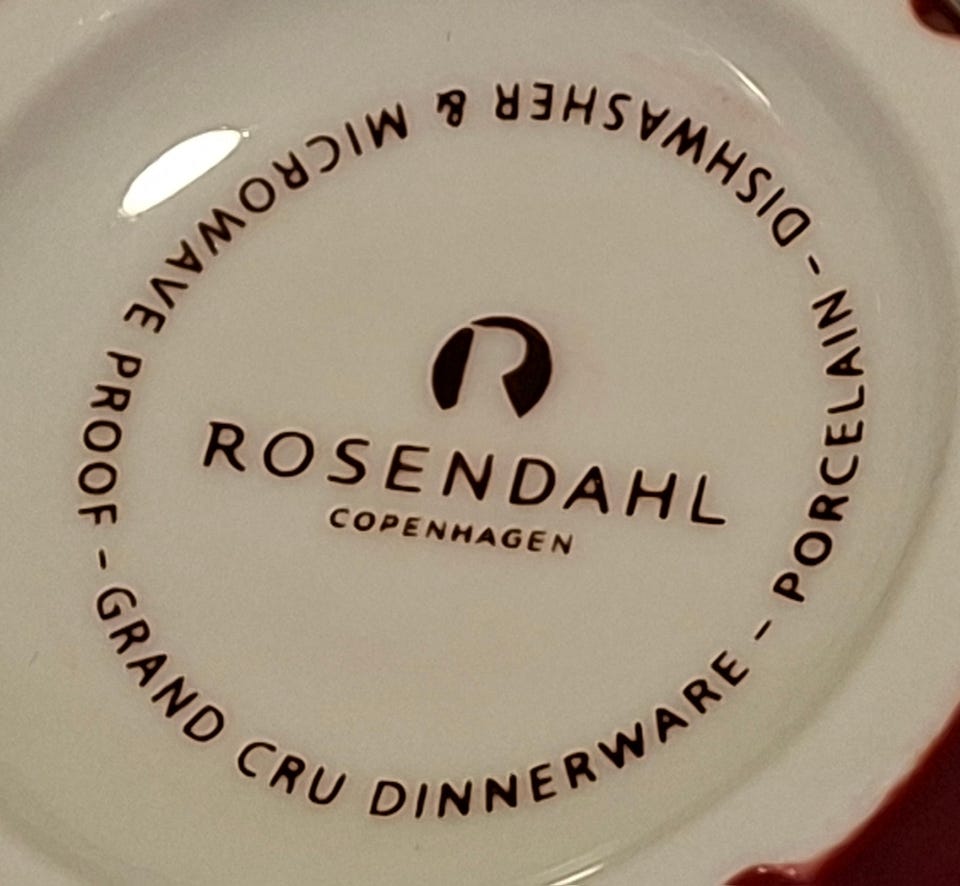 ROSENDAHL
COPENHAGEN
GRAND CRU DINNERWARE - PORCELAIN - DISHWASHER & MICROWAVE PROOF -